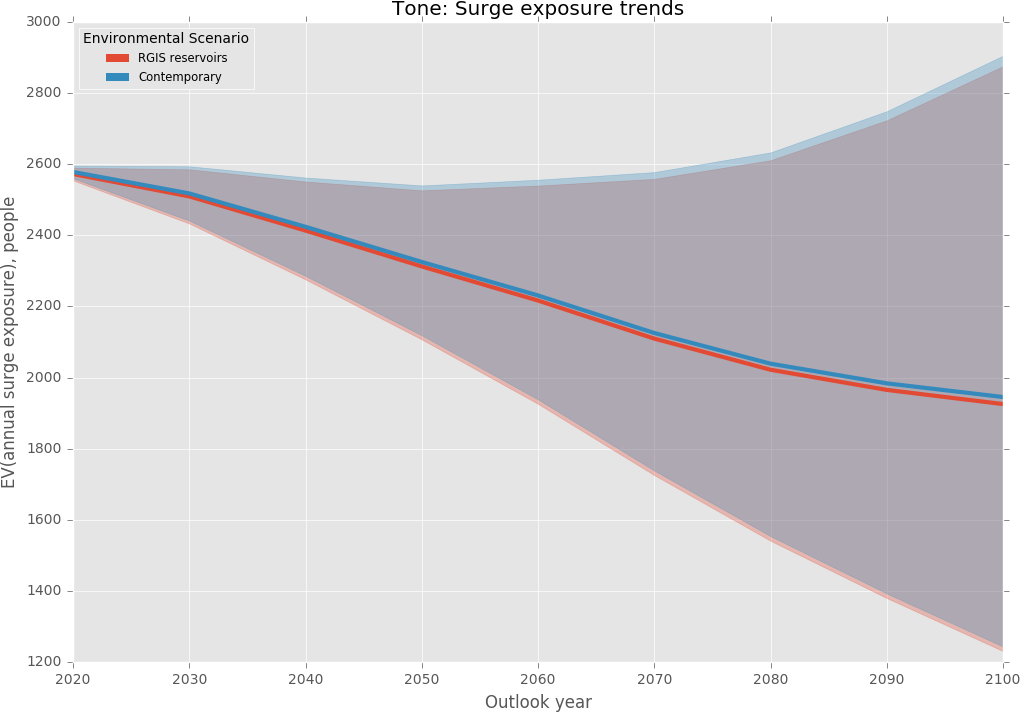 Tone: Surge exposure trends
Environmental Scenario
RGIS reservoirs
Contemporary
EV(annual surge exposure), people
3000
2800
2600
2400
2200
2000
1800
1600
1400
1200
2020 2030 2040 2050 2060 2070 2080 2090 2100
Outlook year